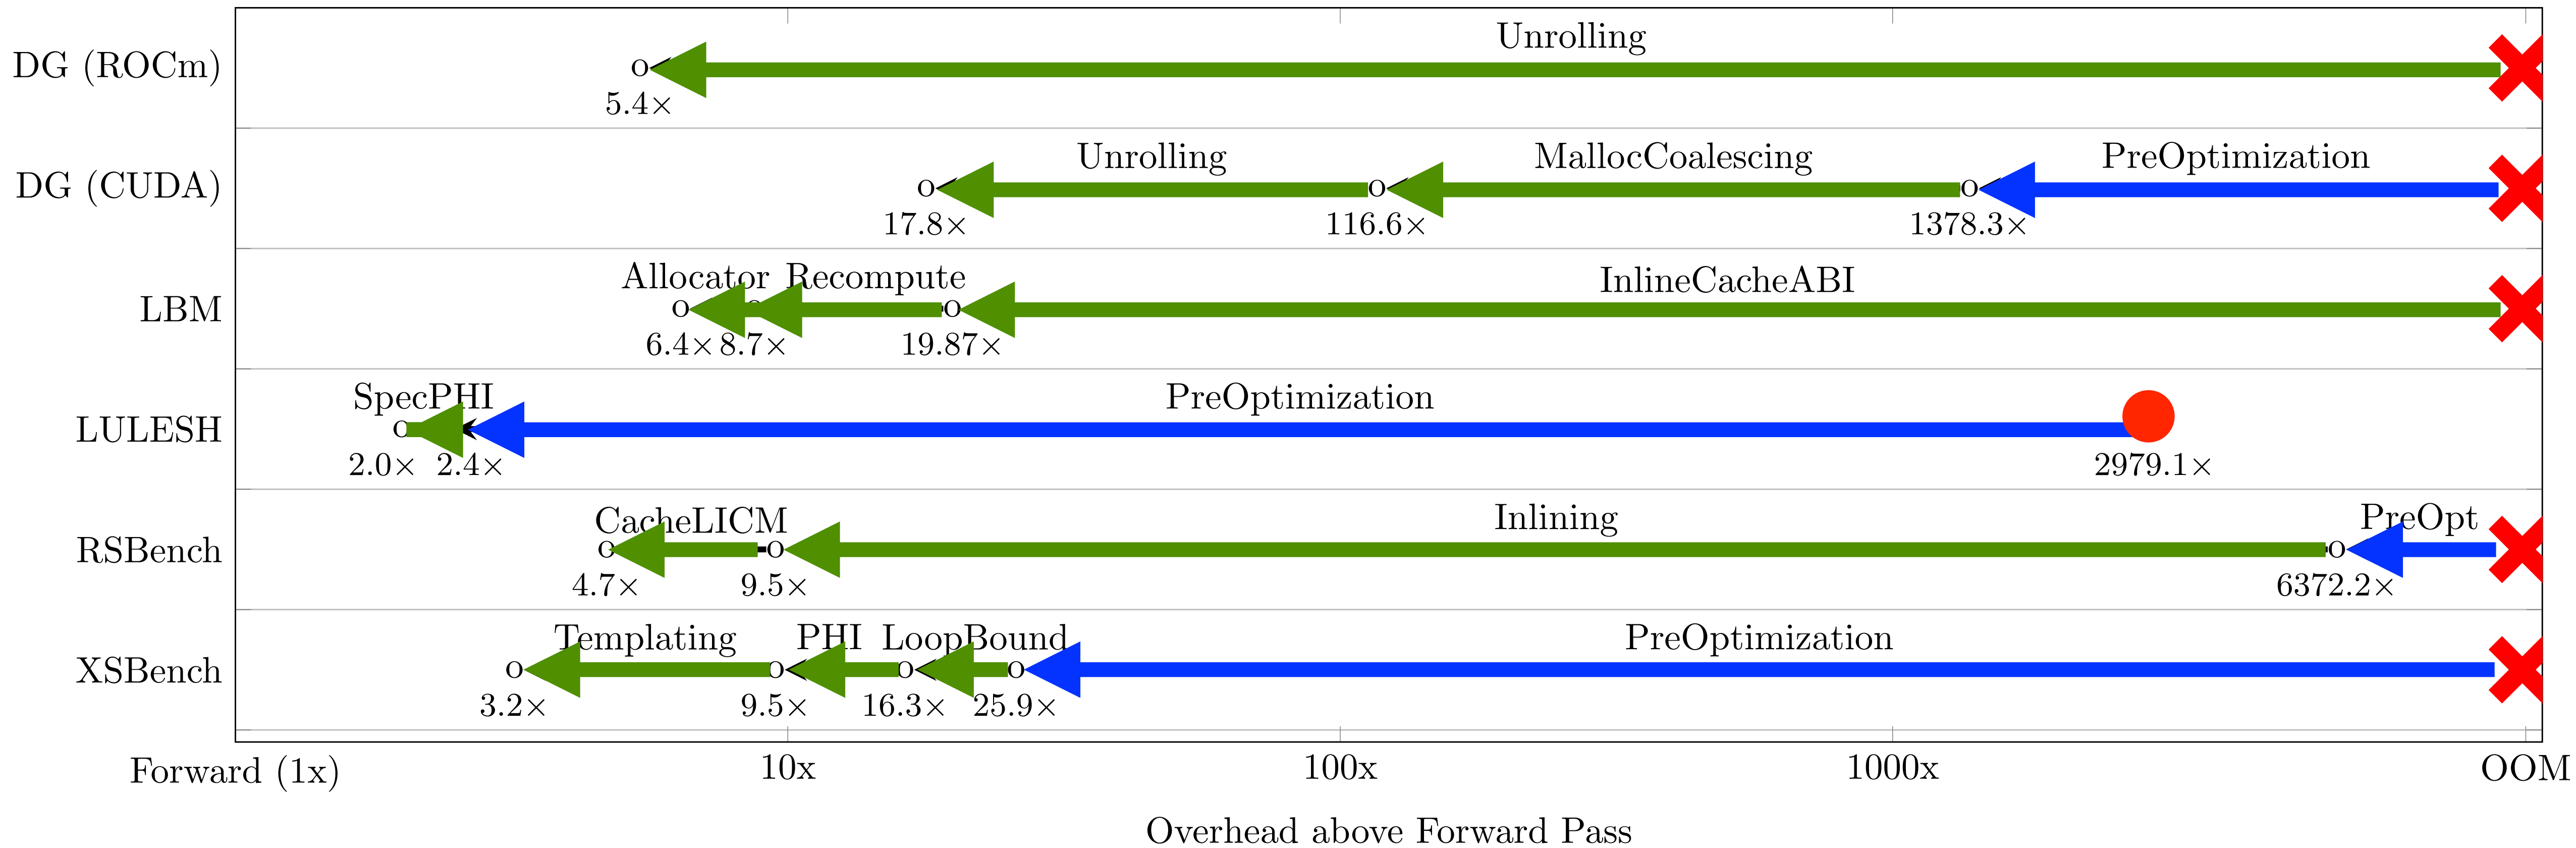 Unrolling
DG (ROCm)
5.4×
Unrolling MallocCoalescing PreOptimization
DG (CUDA)
17.8× 116.6× 1378.3×
Allocator Recompute InlineCacheABI
LBM
6.4× 8.7× 19.87×
SpecPHI PreOptimization
LULESH
2.0× 2.4× 2979.1×
CacheLICM Inlining PreOpt
RSBench
4.7× 9.5× 6372.2×
Templating PHI LoopBound PreOptimization
XSBench
3.2× 9.5× 16.3× 25.9×
Forward (1x) 10x 100x 1000x OOM
Overhead above Forward Pass